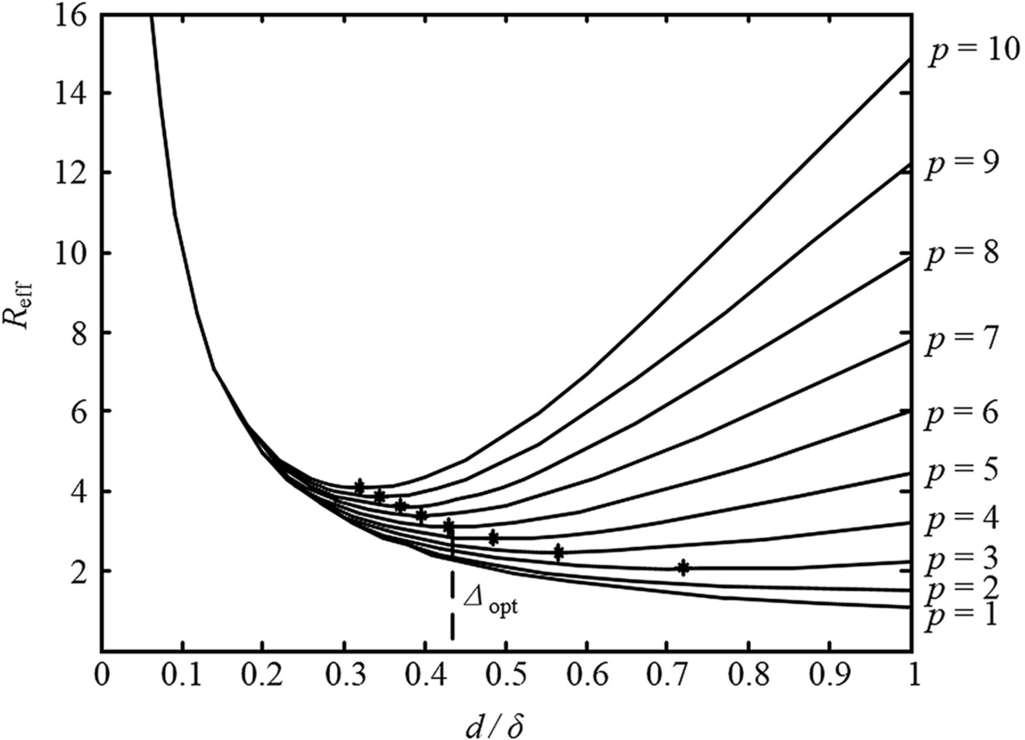 16
14
12
10
8
6
4
2
R_eff
p = 10
p = 9
p = 8
p = 7
p = 6
p = 5
p = 4
p = 3
p = 2
p = 1
Δ opt
0 0.1 0.2 0.3 0.4 0.5 0.6 0.7 0.8 0.9 1
d / δ